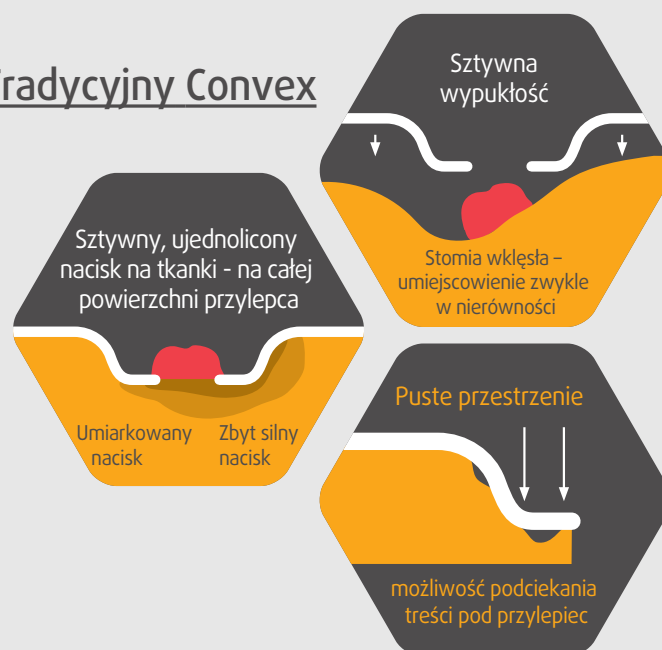 radycyjny Convex
Sztywna
wypukłość
Stomia wklęsła –
umiejscowienie zwykle
w nierówności
Sztywny, ujednolicony
nacisk na tkanki - na całej
powierzchni przylepca
Umiarkowany
nacisk
Zbyt silny
nacisk
Puste przestrzenie
możliwość podciekania
treści pod przylepiec